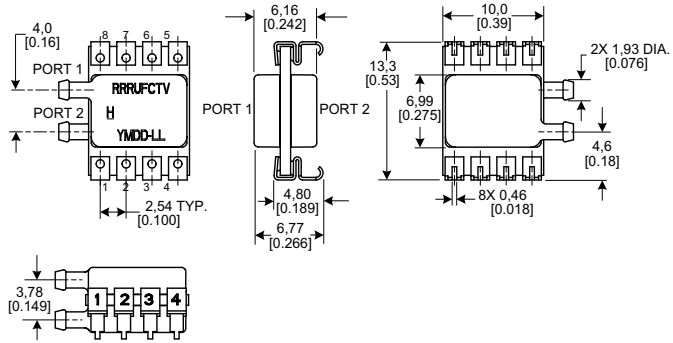 4,0
[0.16]
8 7 6 5
PORT 1
RRRUFCTV
PORT 2
H
YMDD-LL
1 2 3 4
2,54 TYP.
[0.100]
6,16
[0.242]
PORT 1
PORT 2
4,80
[0.189]
6,77
[0.266]
10,0
[0.39]
13,3
[0.53]
6,99
[0.275]
2X 1,93 DIA.
[0.076]
4,6
[0.18]
8X 0,46
[0.018]
3,78
[0.149]
1 2 3 4